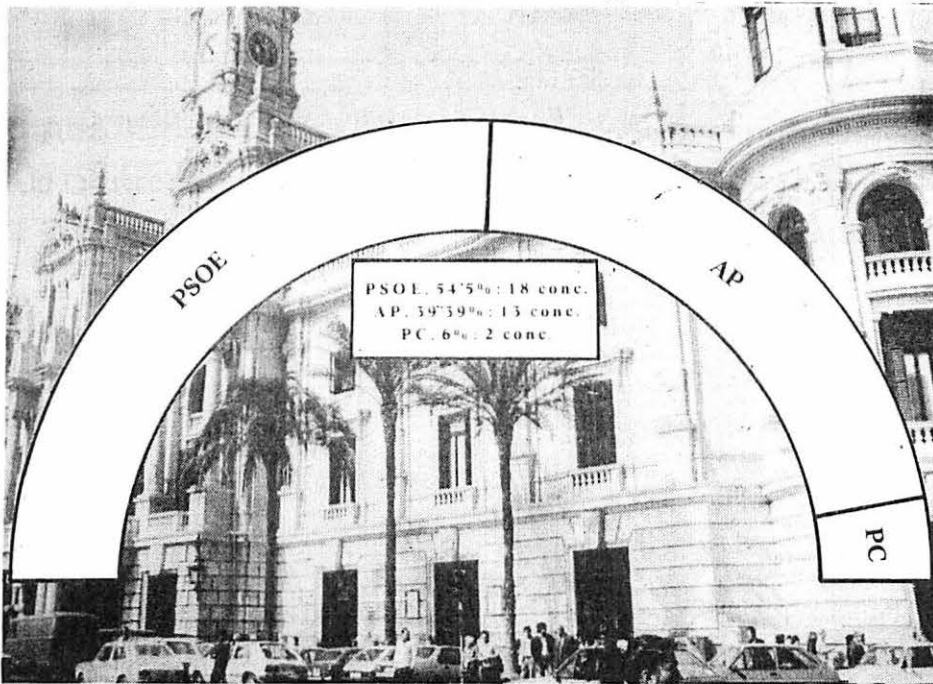 PSOE
AP
PSOE. 54'5%: 18 conc.
AP. 39'39%: 13 conc.
PC. 6%: 2 conc.
PC